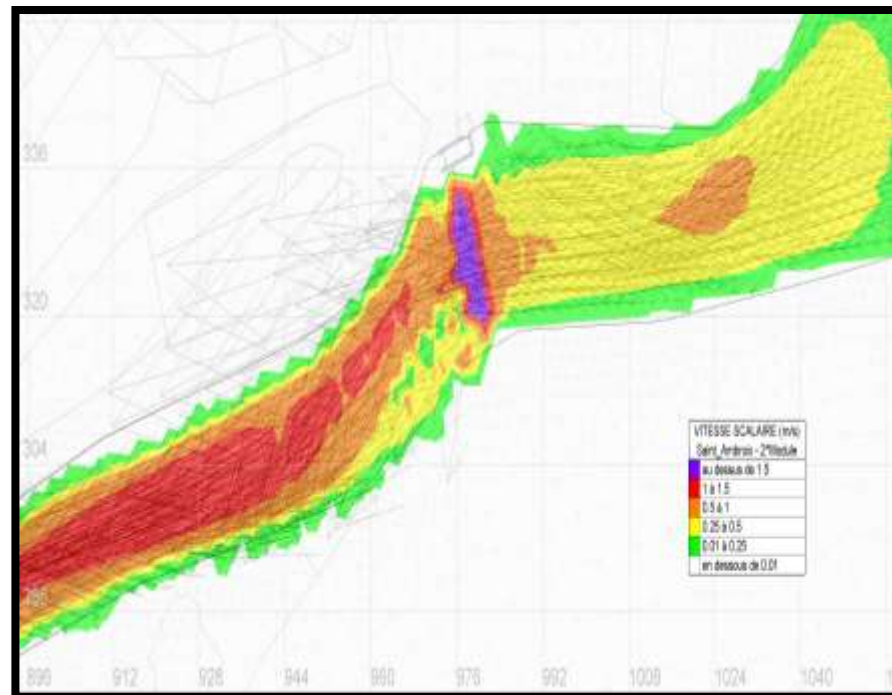 336
320
304
VITESSE SCALAIRE (m/s)
Saint_Ambroix - 2*Module
au dessus de 1.5
1 à 1.5
0.5 à 1
0.25 à 0.5
0.01 à 0.25
en dessous de 0.01
896 912 928 944 960 976 992 1008 1024 1040